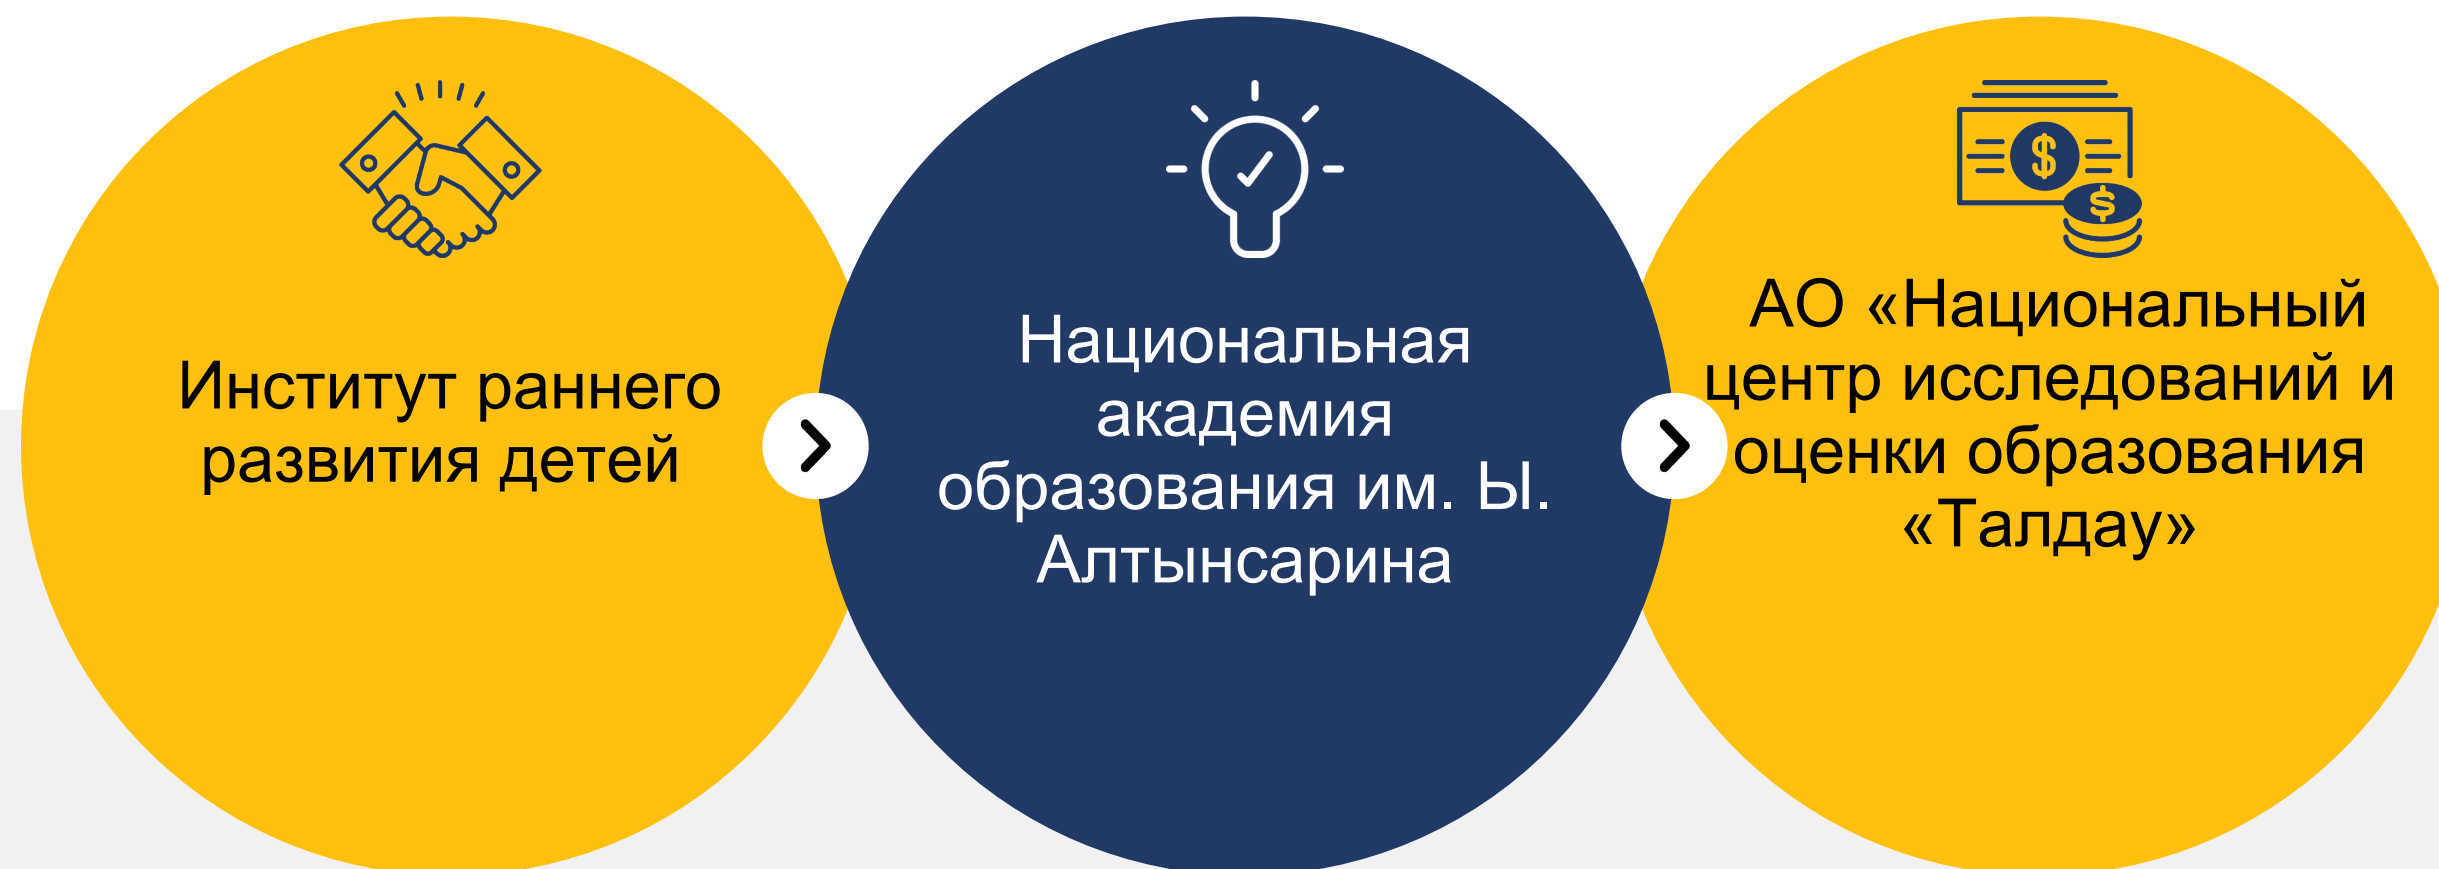 Институт раннего
развития детей
Национальная
академия
образования им. Ы.
Алтынсарина
АО «Национальный
центр исследований и
оценки образования
«Талдау»